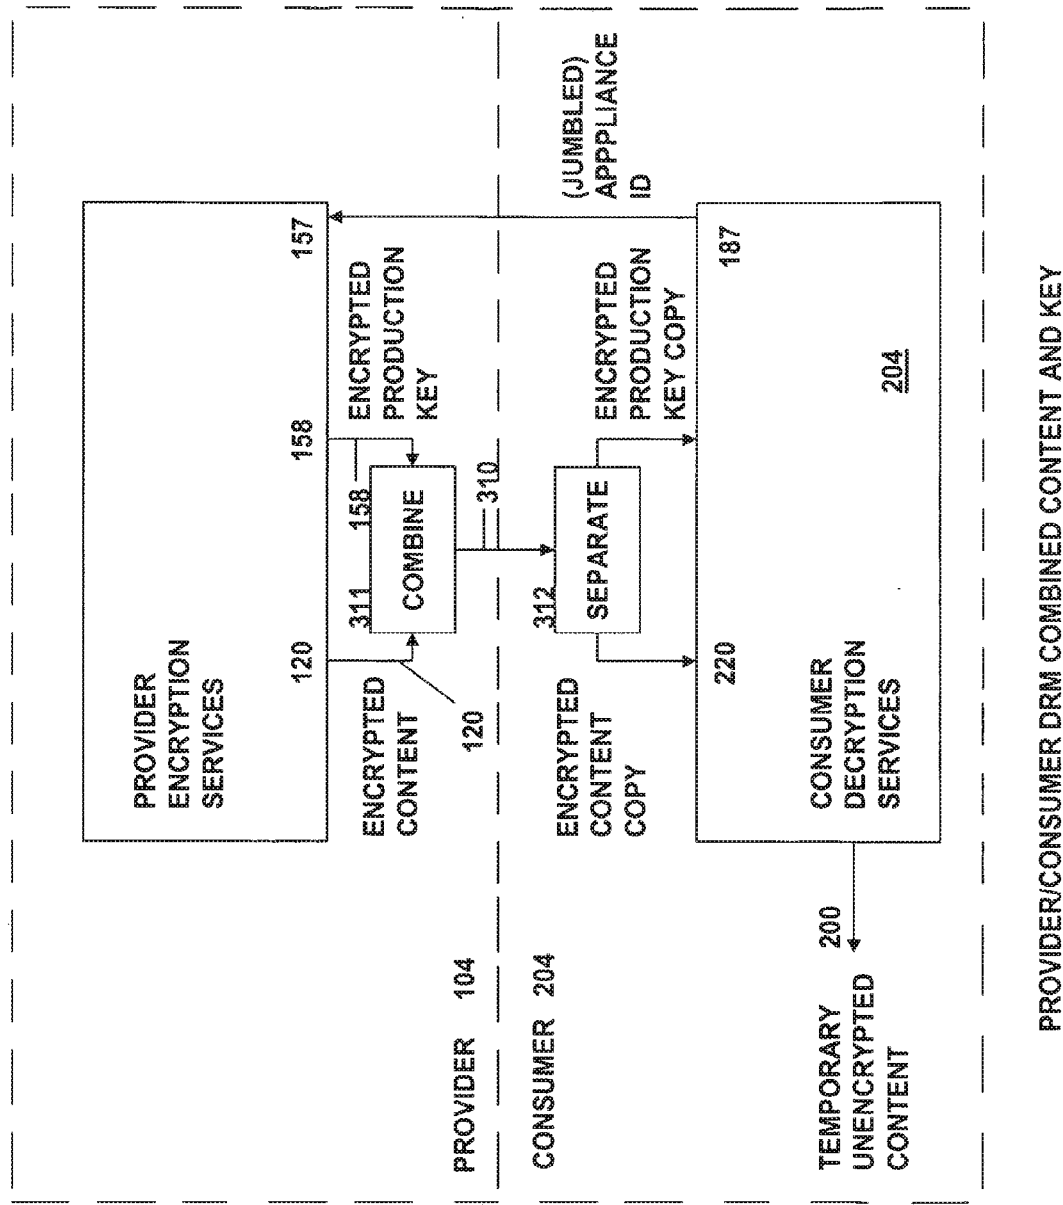 PROVIDER
ENCRYPTION
SERVICES
120
158
157
ENCRYPTED
CONTENT
120
311
COMBINE
158
ENCRYPTED
PRODUCTION
KEY
310
(JUMBLED)
APPPLIANCE
ID
PROVIDER 104
CONSUMER 204
ENCRYPTED
CONTENT
COPY
312
SEPARATE
ENCRYPTED
PRODUCTION
KEY COPY
220
187
CONSUMER
DECRYPTION
SERVICES
204
200
TEMPORARY
UNENCRYPTED
CONTENT
PROVIDER/CONSUMER DRM COMBINED CONTENT AND KEY